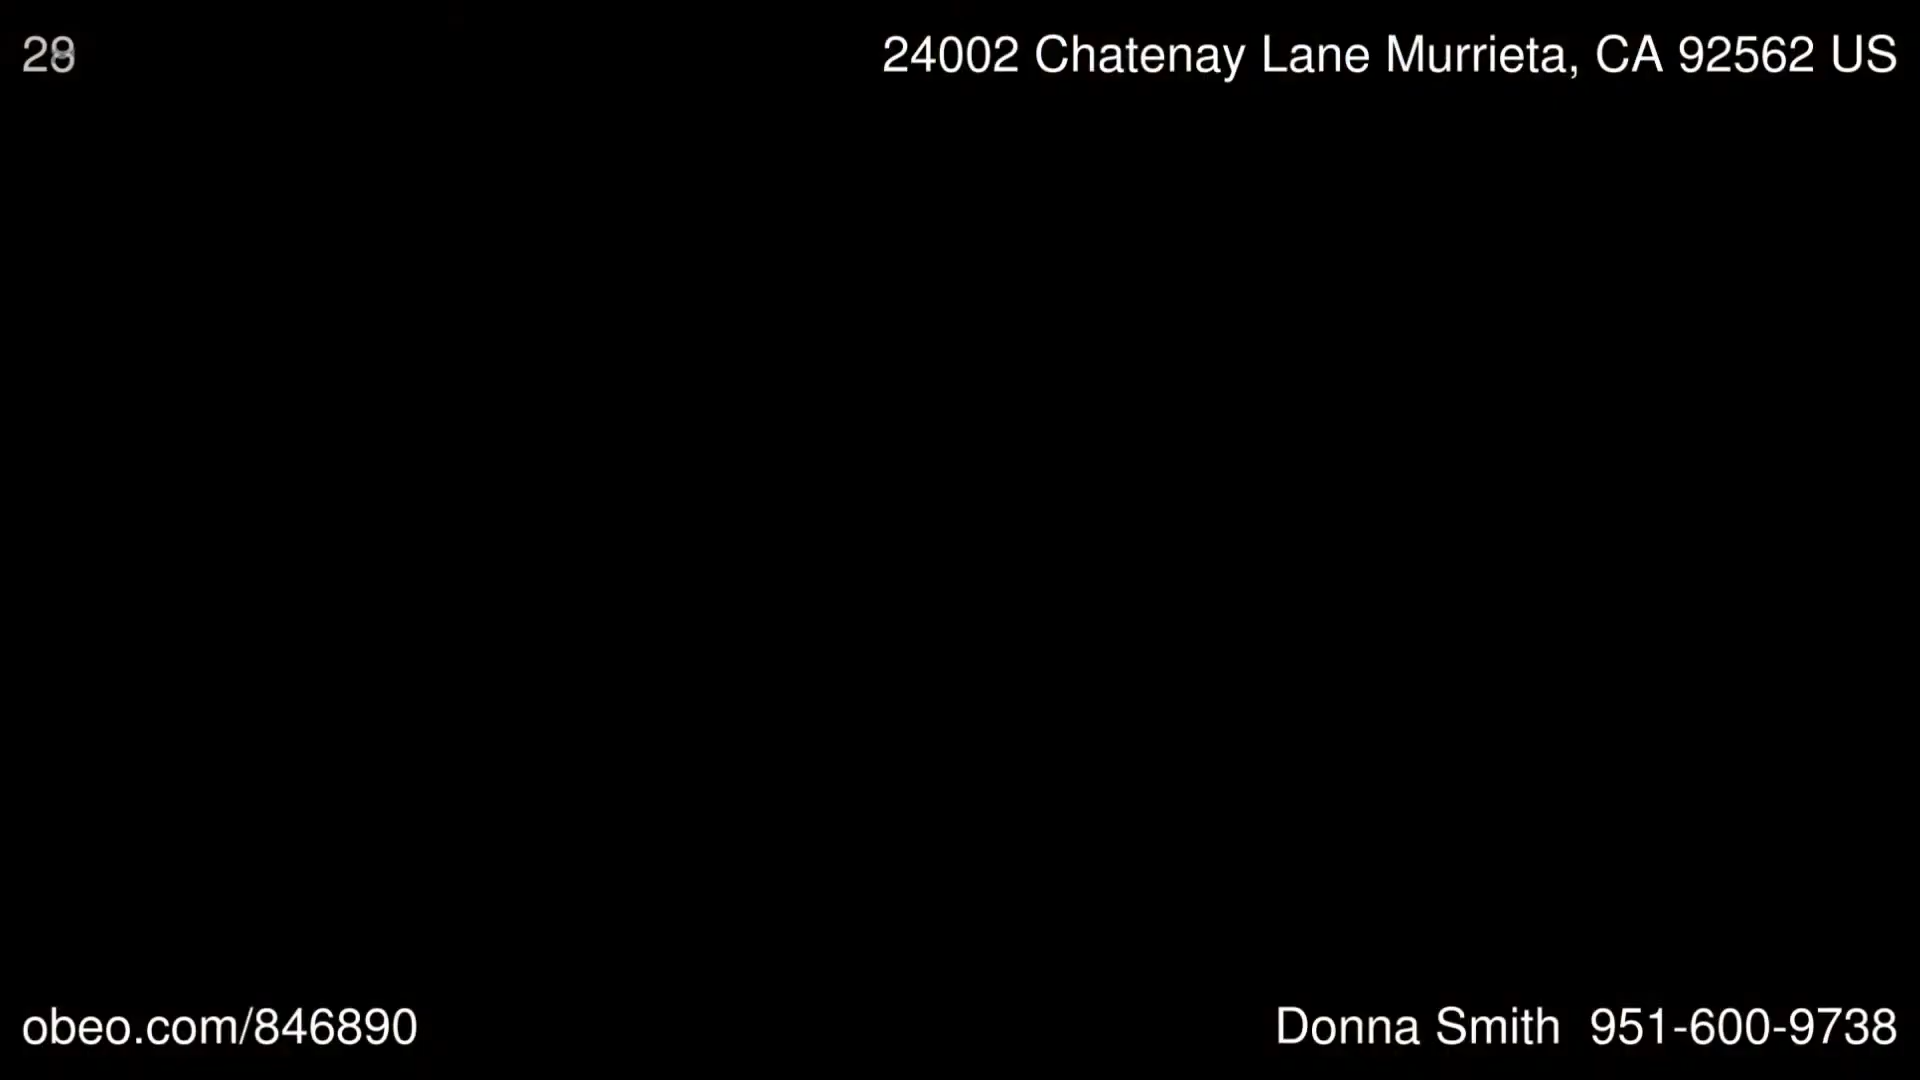 24002 Chatenay Lane Murrieta, CA 92562 US
obeo.com/846890
Donna Smith 951-600-9738